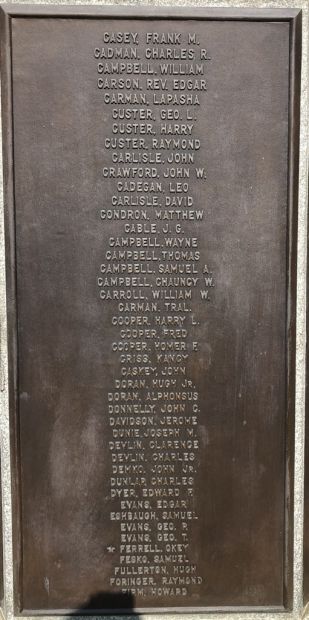 CASEY, FRANK M.
CADMAN, CHARLES R.
CAMPBELL, WILLIAM
CARSON, REV. EDGAR
CARMAN, LAPASHA
CUSTER, GEO. L.
CUSTER, HARRY
CUSTER, RAYMOND
CARLISLE, JOHN
CRAWFORD, JOHN W.
CADEGAN, LEO
CARLISLE, DAVID
CONDRON, MATTHEW
CABLE, J. G.
CAMPBELL, WAYNE
CAMPBELL, THOMAS
CAMPBELL, SAMUEL A.
CAMPBELL, CHAUNCY W.
CARROLL, WILLIAM W.
CARMAN, TRAL.
COOPER, HARRY L.
COOPER, FRED
COOPER, HOMER F.
CRISS,
CASKEY, JOHN
DORAN, HUGH JR.
DORAN, ALPHONSUS
DONNELLY, JOHN C.
DAVIDSON, JEROME
JOSEPH M.
DEVLIN, CLARENCE
DEVLIN, CHARLES
DEMKO, JOHN JR.
DUNLAP, CHARLES
DYER, EDWARD F.
EVANS, EDGAR
ESHBAUGH, SAMUEL
EVANS, GEO. P.
EVANS, GEO. T.
★ FERRELL, OKEY
FESKO, SAMUEL
FULLERTON, HUGH
FORINGER, RAYMOND
FIRM, HOWARD